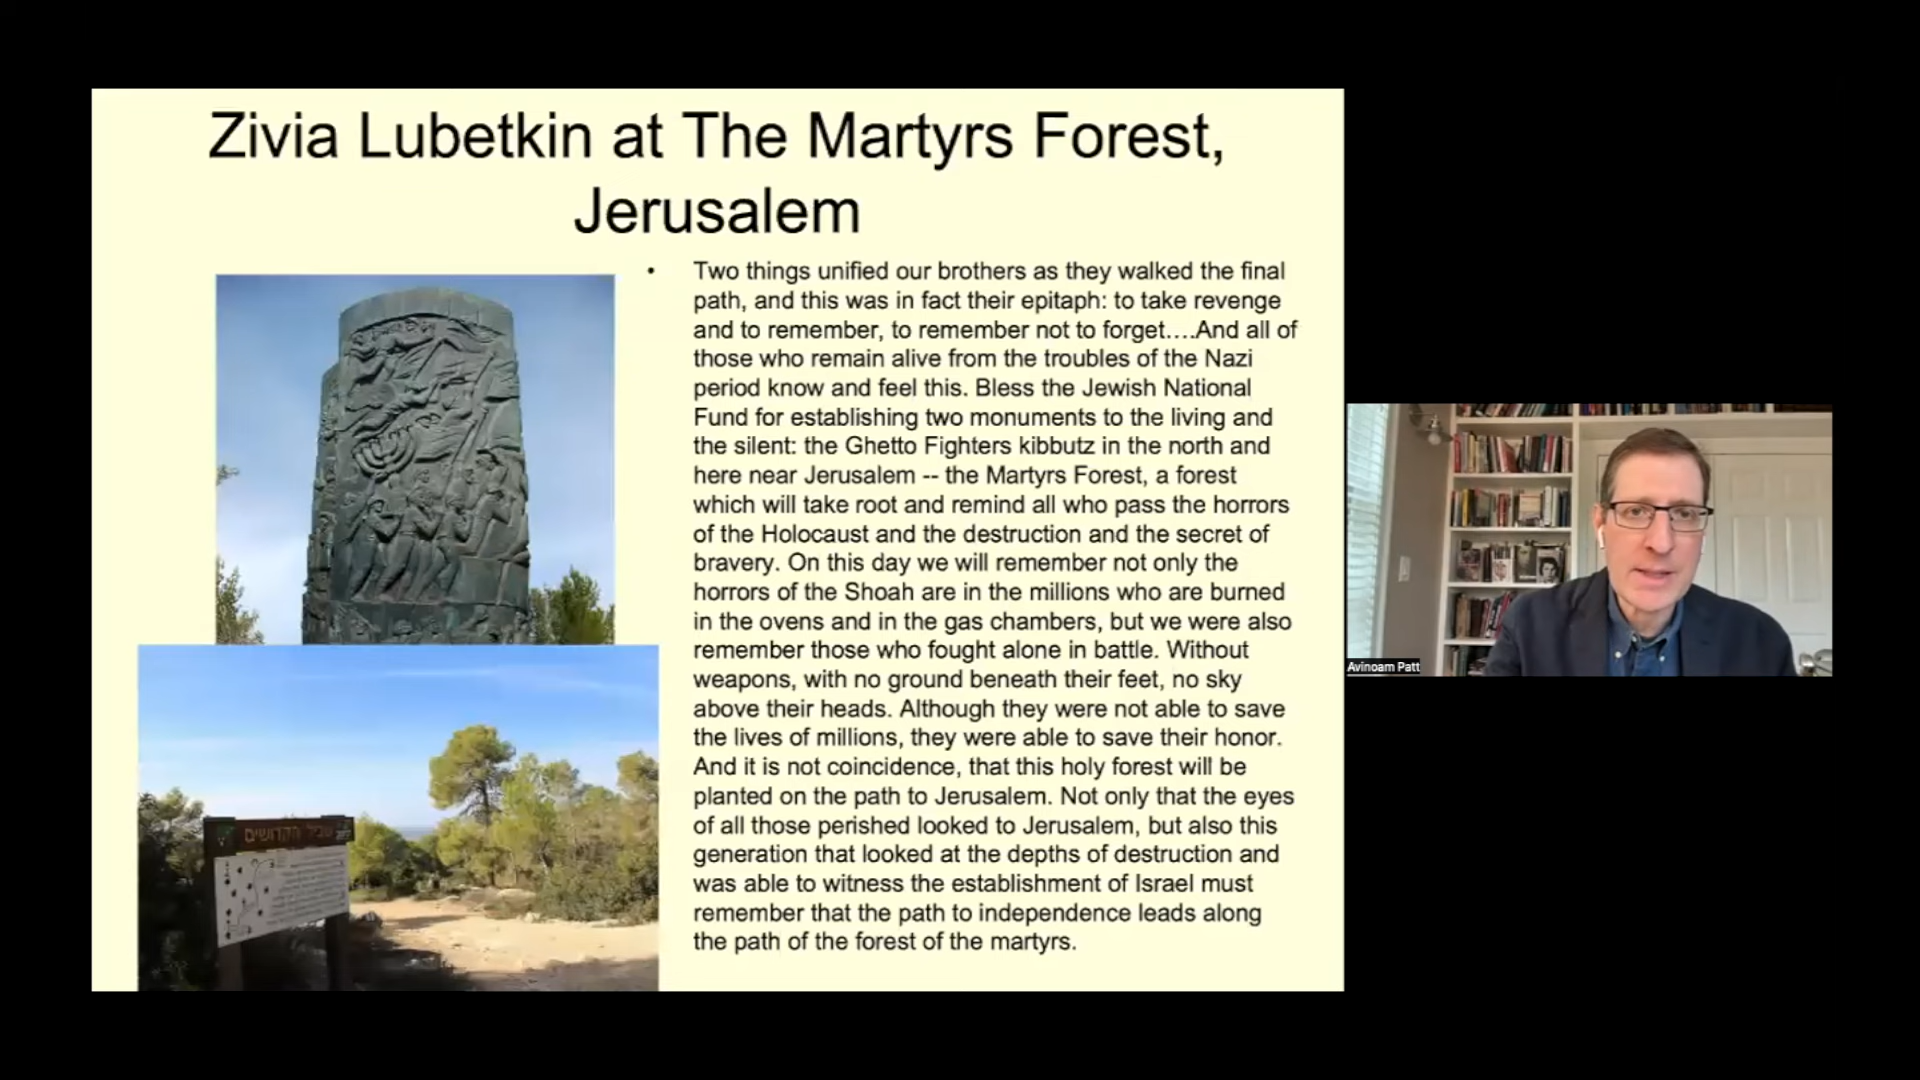 Zivia Lubetkin at The Martyrs Forest,
Jerusalem
• Two things unified our brothers as they walked the final
path, and this was in fact their epitaph: to take revenge
and to remember, to remember not to forget....And all of
those who remain alive from the troubles of the Nazi
period know and feel this. Bless the Jewish National
Fund for establishing two monuments to the living and
the silent: the Ghetto Fighters kibbutz in the north and
here near Jerusalem -- the Martyrs Forest, a forest
which will take root and remind all who pass the horrors
of the Holocaust and the destruction and the secret of
bravery. On this day we will remember not only the
horrors of the Shoah are in the millions who are burned
in the ovens and in the gas chambers, but we were also
remember those who fought alone in battle. Without
weapons, with no ground beneath their feet, no sky
above their heads. Although they were not able to save
the lives of millions, they were able to save their honor.
And it is not coincidence, that this holy forest will be
planted on the path to Jerusalem. Not only that the eyes
of all those perished looked to Jerusalem, but also this
generation that looked at the depths of destruction and
was able to witness the establishment of Israel must
remember that the path to independence leads along
the path of the forest of the martyrs.
שביל הקדושים
Avinoam Patt